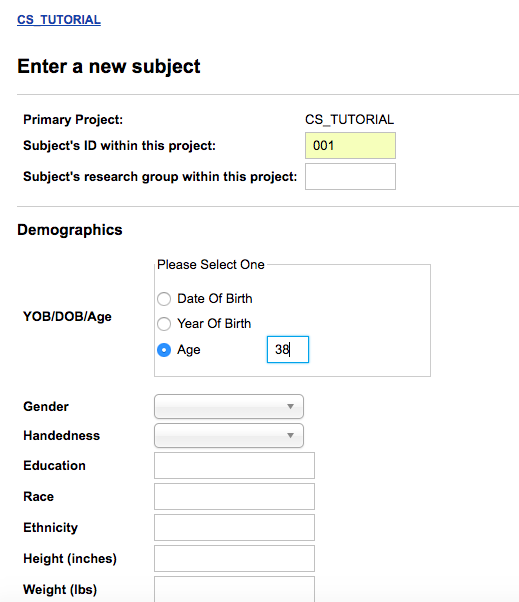 CS_TUTORIAL
Enter a new subject
Primary Project: CS_TUTORIAL
Subject's ID within this project: 001
Subject's research group within this project:
Demographics
Please Select One
Date Of Birth
YOB/DOB/Age
Year Of Birth
Age 38
Gender
Handedness
Education
Race
Ethnicity
Height (inches)
Weight (lbs)